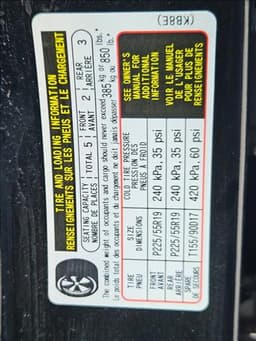 (KB8E)
TIRE AND LOADING INFORMATION
RENSEIGNEMENTS SUR LES PNEUS ET LE CHARGEMENT
SEATING CAPACITY TOTAL 5 FRONT 2 REAR 3
NOMBRE DE PLACES AVANT ARRIÈRE
The combined weight of occupants and cargo should never exceed 385 kg or 850 lbs.
Le poids total des occupants et du chargement ne doit jamais dépasser kg ou lb.
TIRE SIZE COLD TIRE PRESSURE
PNEU DIMENSIONS PRESSION DES PNEUS À FROID
FRONT AVANT P225/55R19 240 kPa, 35 psi
REAR ARRIÈRE P225/55R19 240 kPa, 35 psi
SPARE DE SECOURS T155/90D17 420 kPa, 60 psi
SEE OWNER'S
MANUAL FOR
ADDITIONAL
INFORMATION
VOIR LE MANUEL
DE L'USAGER
POUR PLUS DE
RENSEIGNEMENTS